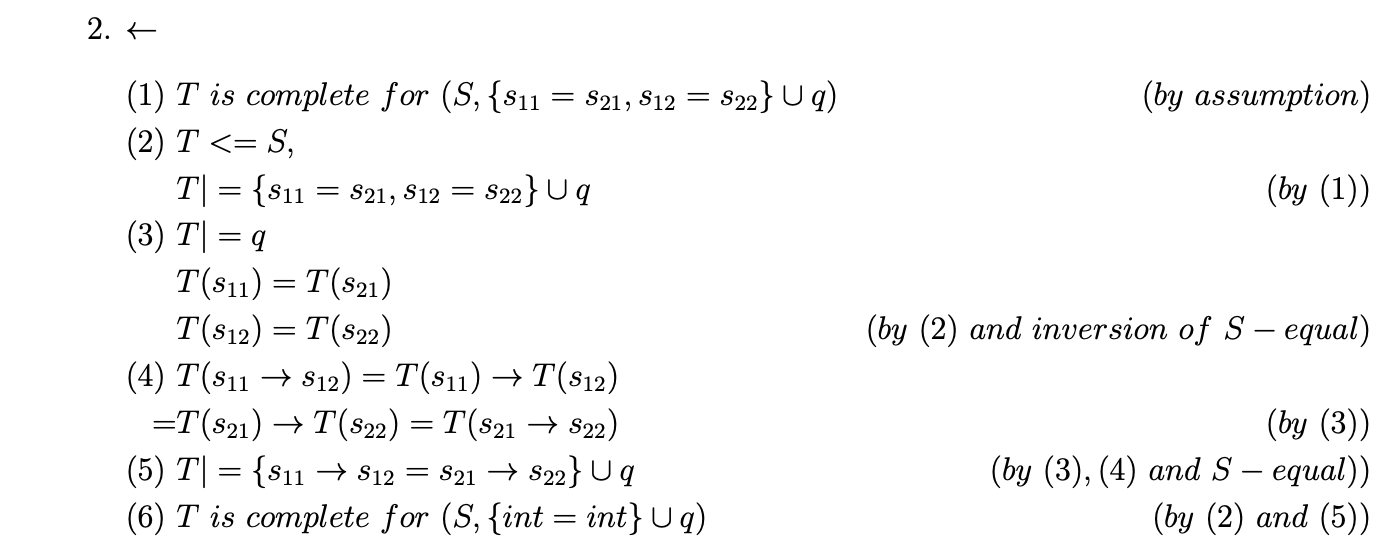 2. ←
(1) T is complete for (S, {s₁₁ = s₂₁, s₁₂ = s₂₂} ∪ q) (by assumption)
(2) T <= S,
T| = {s₁₁ = s₂₁, s₁₂ = s₂₂} ∪ q (by (1))
(3) T| = q
T(s₁₁) = T(s₂₁)
T(s₁₂) = T(s₂₂) (by (2) and inversion of S − equal)
(4) T(s₁₁ → s₁₂) = T(s₁₁) → T(s₁₂)
=T(s₂₁) → T(s₂₂) = T(s₂₁ → s₂₂) (by (3))
(5) T| = {s₁₁ → s₁₂ = s₂₁ → s₂₂} ∪ q (by (3), (4) and S − equal))
(6) T is complete for (S, {int = int} ∪ q) (by (2) and (5))